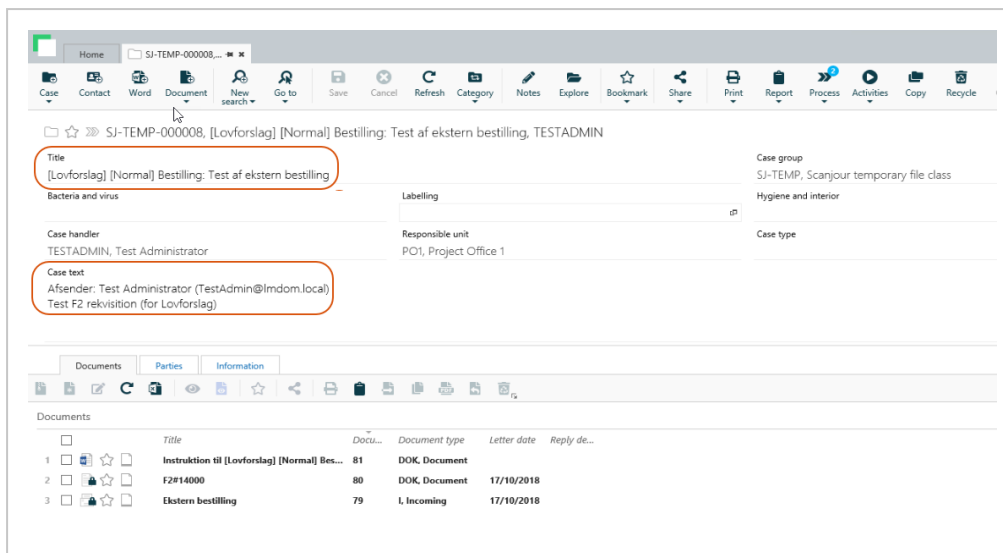 Home SJ-TEMP-000008,...
Case Contact Word Document New search Go to Save Cancel Refresh Category Notes Explore Bookmark Share Print Report Process 2 Activities Copy Recycle
SJ-TEMP-000008, [Lovforslag] [Normal] Bestilling: Test af ekstern bestilling, TESTADMIN
Title Case group
[Lovforslag] [Normal] Bestilling: Test af ekstern bestilling SJ-TEMP, Scanjour temporary file class
Bacteria and virus Labelling Hygiene and interior
Case handler Responsible unit Case type
TESTADMIN, Test Administrator PO1, Project Office 1
Case text
Afsender: Test Administrator (TestAdmin@lmdom.local)
Test F2 rekvisition (for Lovforslag)
Documents Parties Information
Documents
Title Docu... Document type Letter date Reply de...
1 Instruktion til [Lovforslag] [Normal] Bes... 81 DOK, Document
2 F2#14000 80 DOK, Document 17/10/2018
3 Ekstern bestilling 79 I, Incoming 17/10/2018